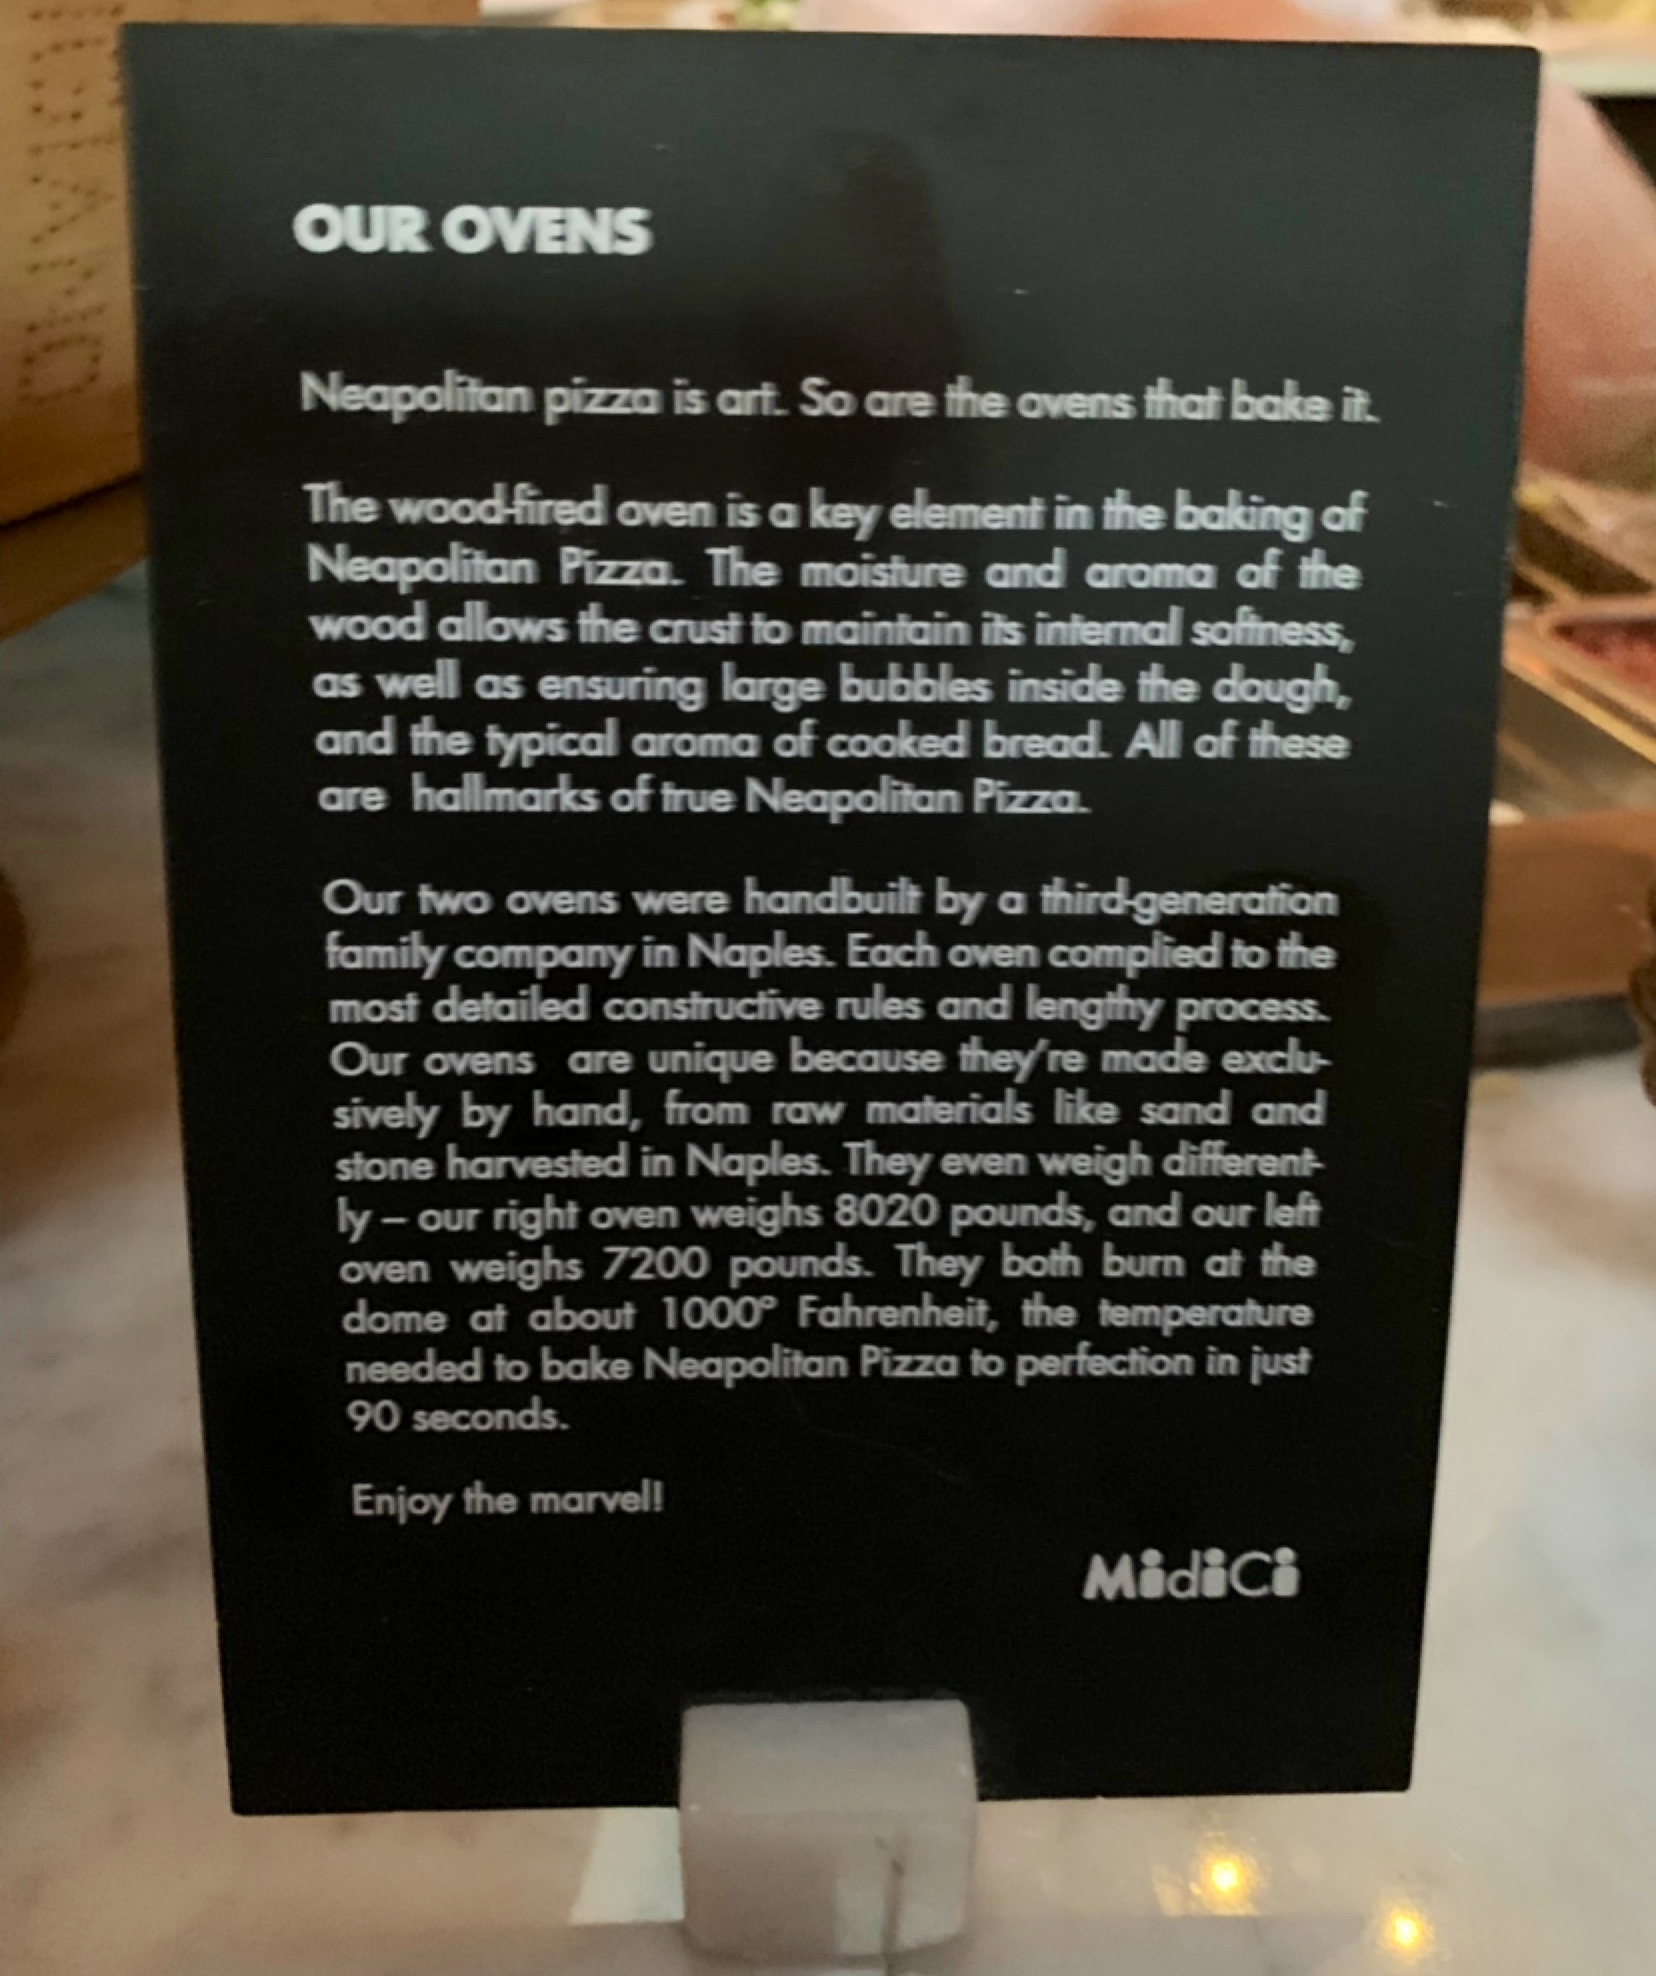 OUR OVENS
Neapolitan pizza is art. So are the ovens that bake it.
The wood-fired oven is a key element in the baking of
Neapolitan Pizza. The moisture and aroma of the
wood allows the crust to maintain its internal softness,
as well as ensuring large bubbles inside the dough,
and the typical aroma of cooked bread. All of these
are hallmarks of true Neapolitan Pizza.
Our two ovens were handbuilt by a third-generation
family company in Naples. Each oven complied to the
most detailed constructive rules and lengthy process.
Our ovens are unique because they're made exclu-
sively by hand, from raw materials like sand and
stone harvested in Naples. They even weigh different-
ly – our right oven weighs 8020 pounds, and our left
oven weighs 7200 pounds. They both burn at the
dome at about 1000° Fahrenheit, the temperature
needed to bake Neapolitan Pizza to perfection in just
90 seconds.
Enjoy the marvel!
MidiCi